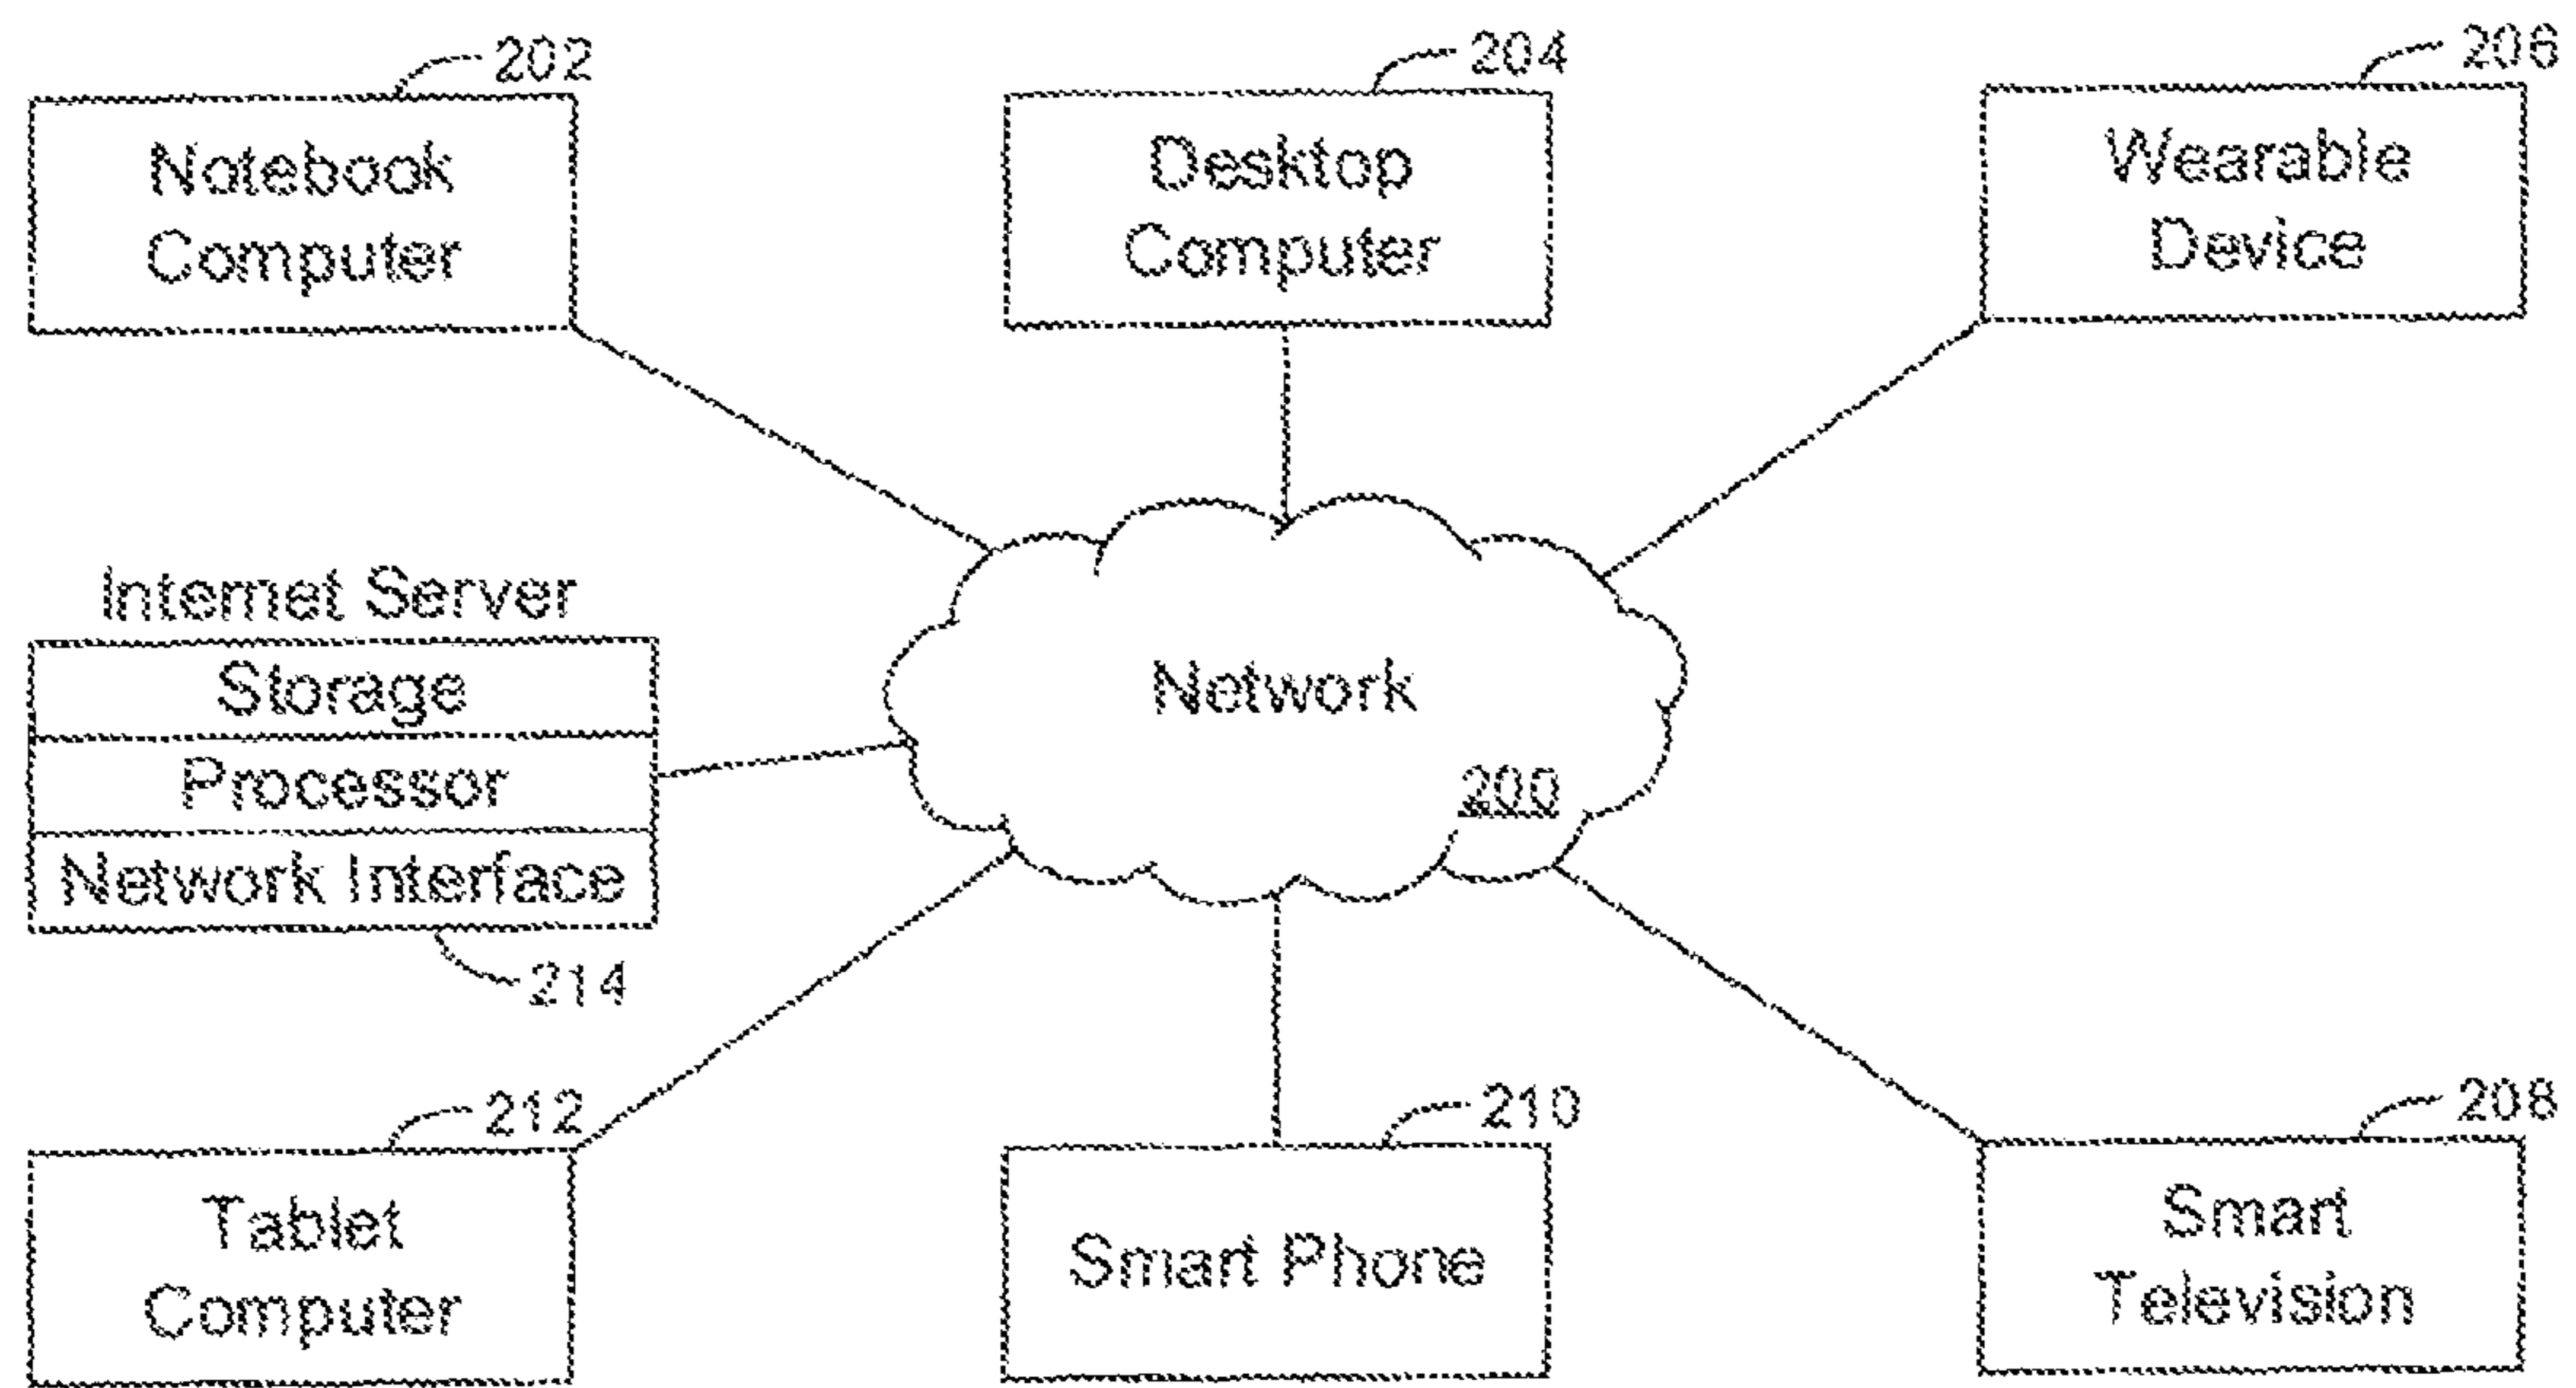 202
Notebook
Computer
204
Desktop
Computer
206
Wearable
Device
Internet Server
Storage
Processor
Network Interface
214
Network
200
212
Tablet
Computer
210
Smart Phone
208
Smart
Television